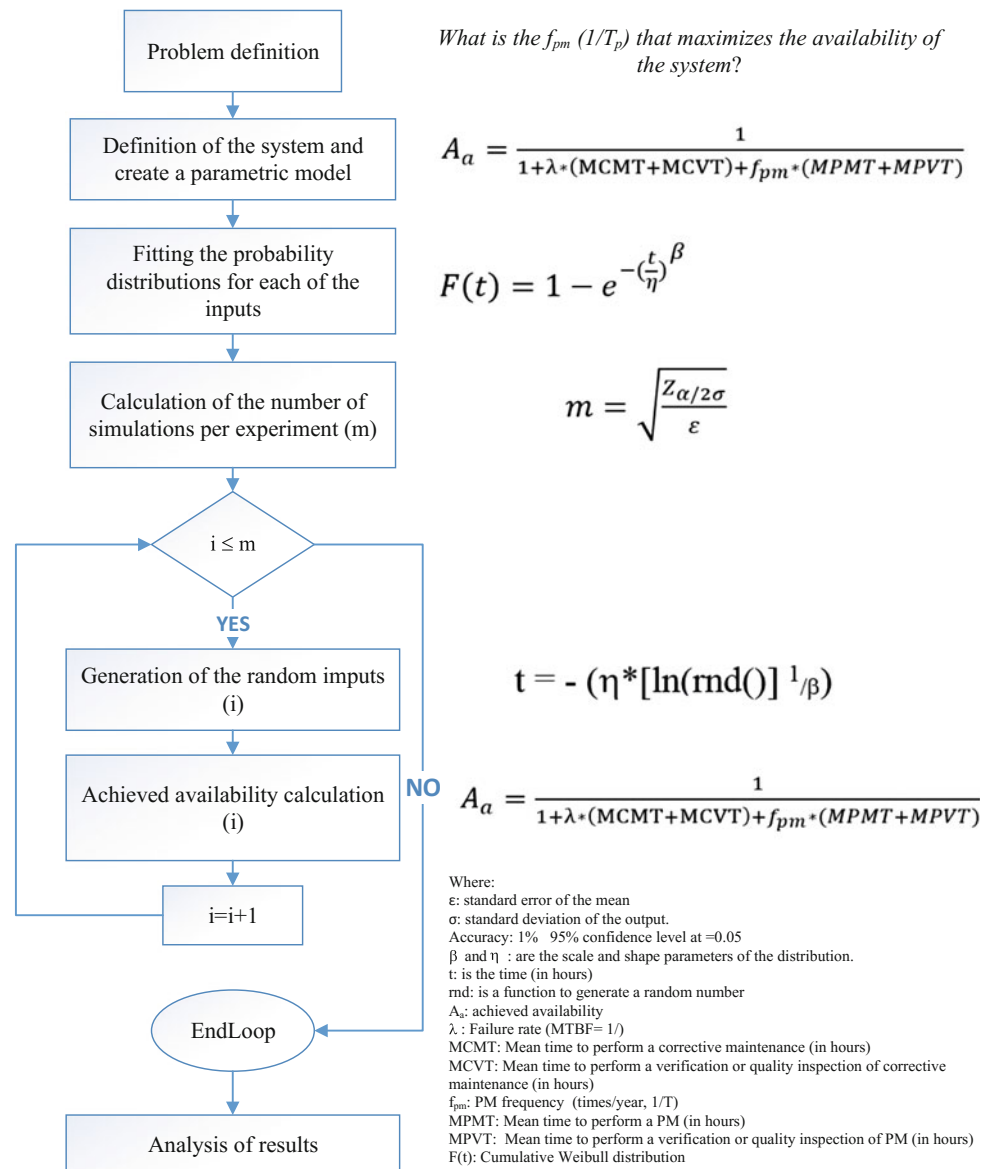 Problem definition
What is the fpm (1/Tp) that maximizes the availability of
the system?
Definition of the system and
create a parametric model
A_a = 1 / (1+λ*(MCMT+MCVT)+f_pm*(MPMT+MPVT))
Fitting the probability
distributions for each of the
inputs
F(t) = 1 − e^−(t/η)^β
Calculation of the number of
simulations per experiment (m)
m = √(Z_α/2σ / ε)
i ≤ m
YES
Generation of the random imputs
(i)
t = - (η*[ln(rnd()] ^1/β)
Achieved availability calculation
(i)
NO
A_a = 1 / (1+λ*(MCMT+MCVT)+f_pm*(MPMT+MPVT))
i=i+1
EndLoop
Analysis of results
Where:
ε: standard error of the mean
σ: standard deviation of the output.
Accuracy: 1% 95% confidence level at =0.05
β and η : are the scale and shape parameters of the distribution.
t: is the time (in hours)
rnd: is a function to generate a random number
Aa: achieved availability
λ : Failure rate (MTBF= 1/)
MCMT: Mean time to perform a corrective maintenance (in hours)
MCVT: Mean time to perform a verification or quality inspection of corrective
maintenance (in hours)
fpm: PM frequency (times/year, 1/T)
MPMT: Mean time to perform a PM (in hours)
MPVT: Mean time to perform a verification or quality inspection of PM (in hours)
F(t): Cumulative Weibull distribution